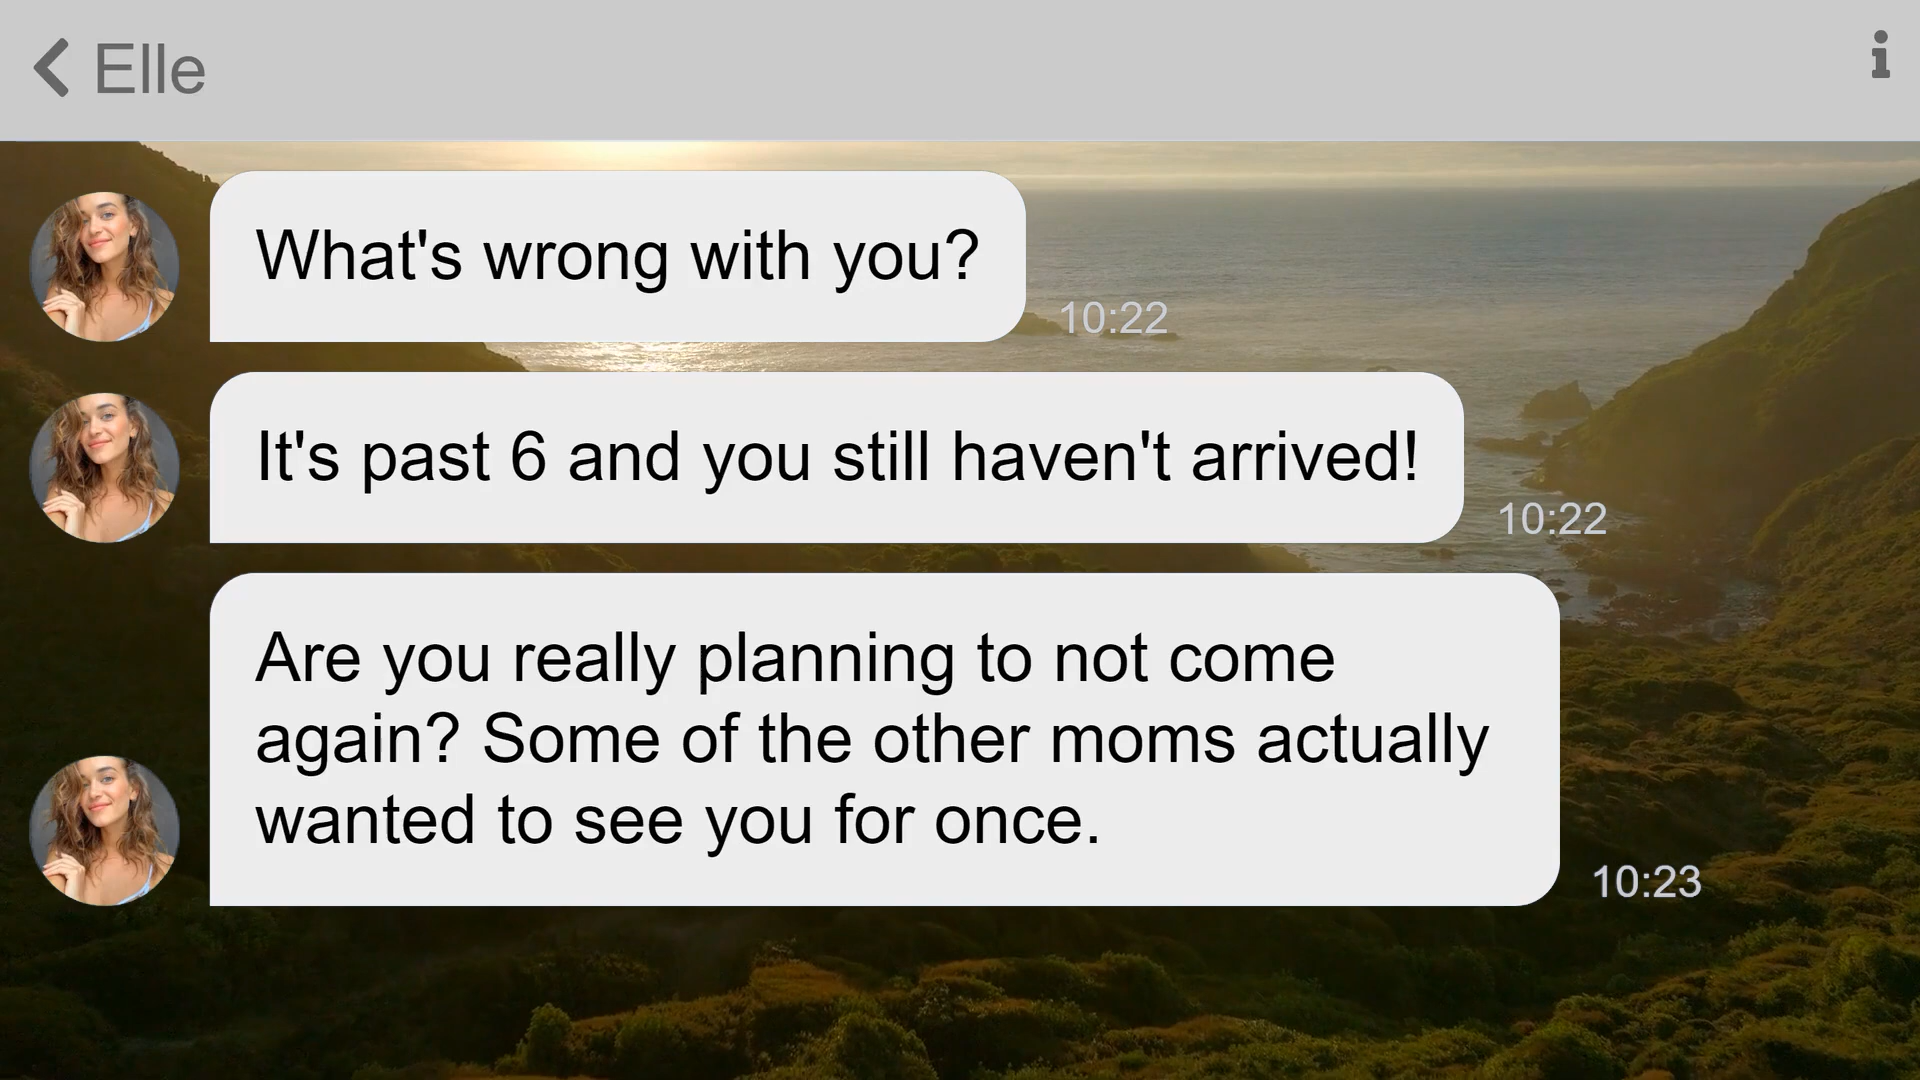 Elle
What's wrong with you?
10:22
It's past 6 and you still haven't arrived!
10:22
Are you really planning to not come
again? Some of the other moms actually
wanted to see you for once.
10:23